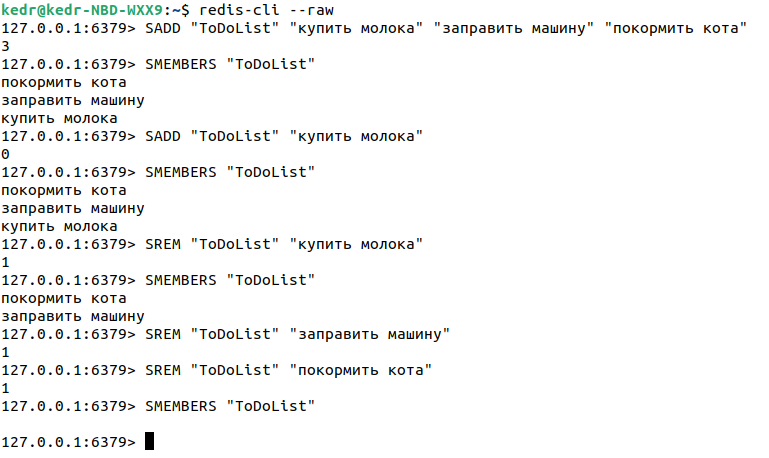 kedr@kedr-NBD-WXX9:~$ redis-cli --raw
127.0.0.1:6379> SADD "ToDoList" "купить молока" "заправить машину" "покормить кота"
3
127.0.0.1:6379> SMEMBERS "ToDoList"
покормить кота
заправить машину
купить молока
127.0.0.1:6379> SADD "ToDoList" "купить молока"
0
127.0.0.1:6379> SMEMBERS "ToDoList"
покормить кота
заправить машину
купить молока
127.0.0.1:6379> SREM "ToDoList" "купить молока"
1
127.0.0.1:6379> SMEMBERS "ToDoList"
покормить кота
заправить машину
127.0.0.1:6379> SREM "ToDoList" "заправить машину"
1
127.0.0.1:6379> SREM "ToDoList" "покормить кота"
1
127.0.0.1:6379> SMEMBERS "ToDoList"

127.0.0.1:6379>